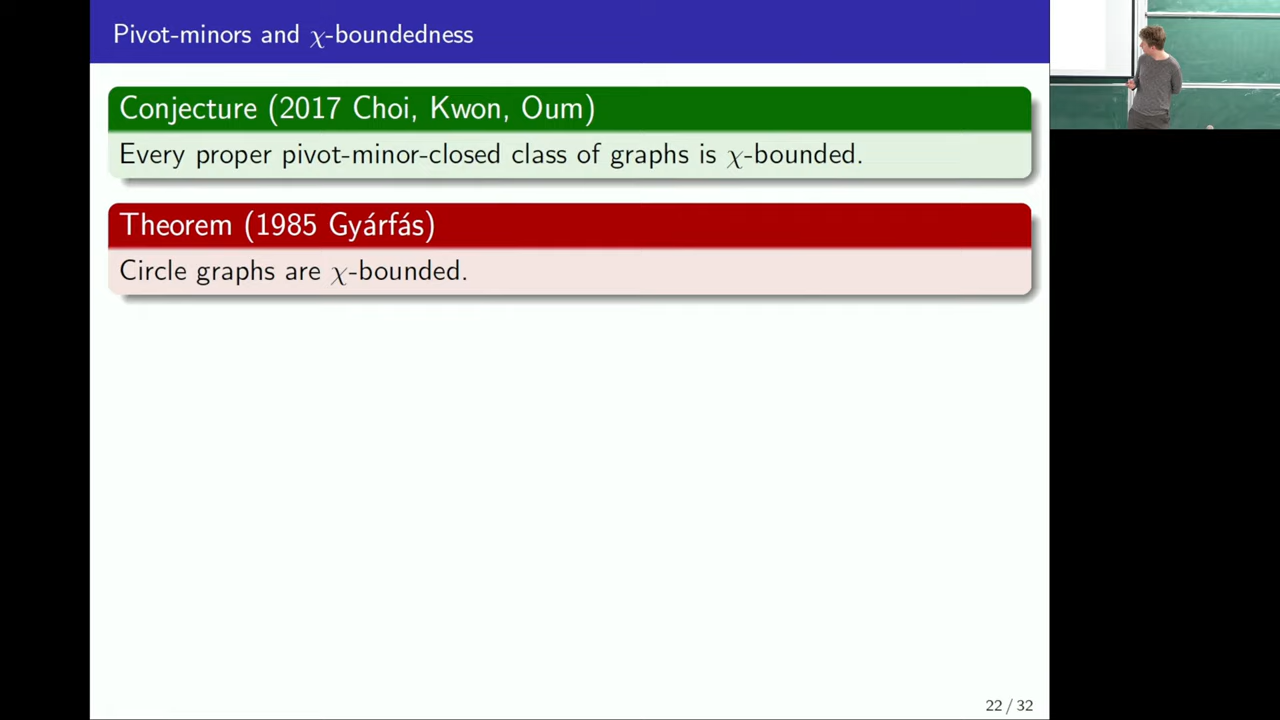 Pivot-minors and χ-boundedness
Conjecture (2017 Choi, Kwon, Oum)
Every proper pivot-minor-closed class of graphs is χ-bounded.
Theorem (1985 Gyárfás)
Circle graphs are χ-bounded.
22 / 32